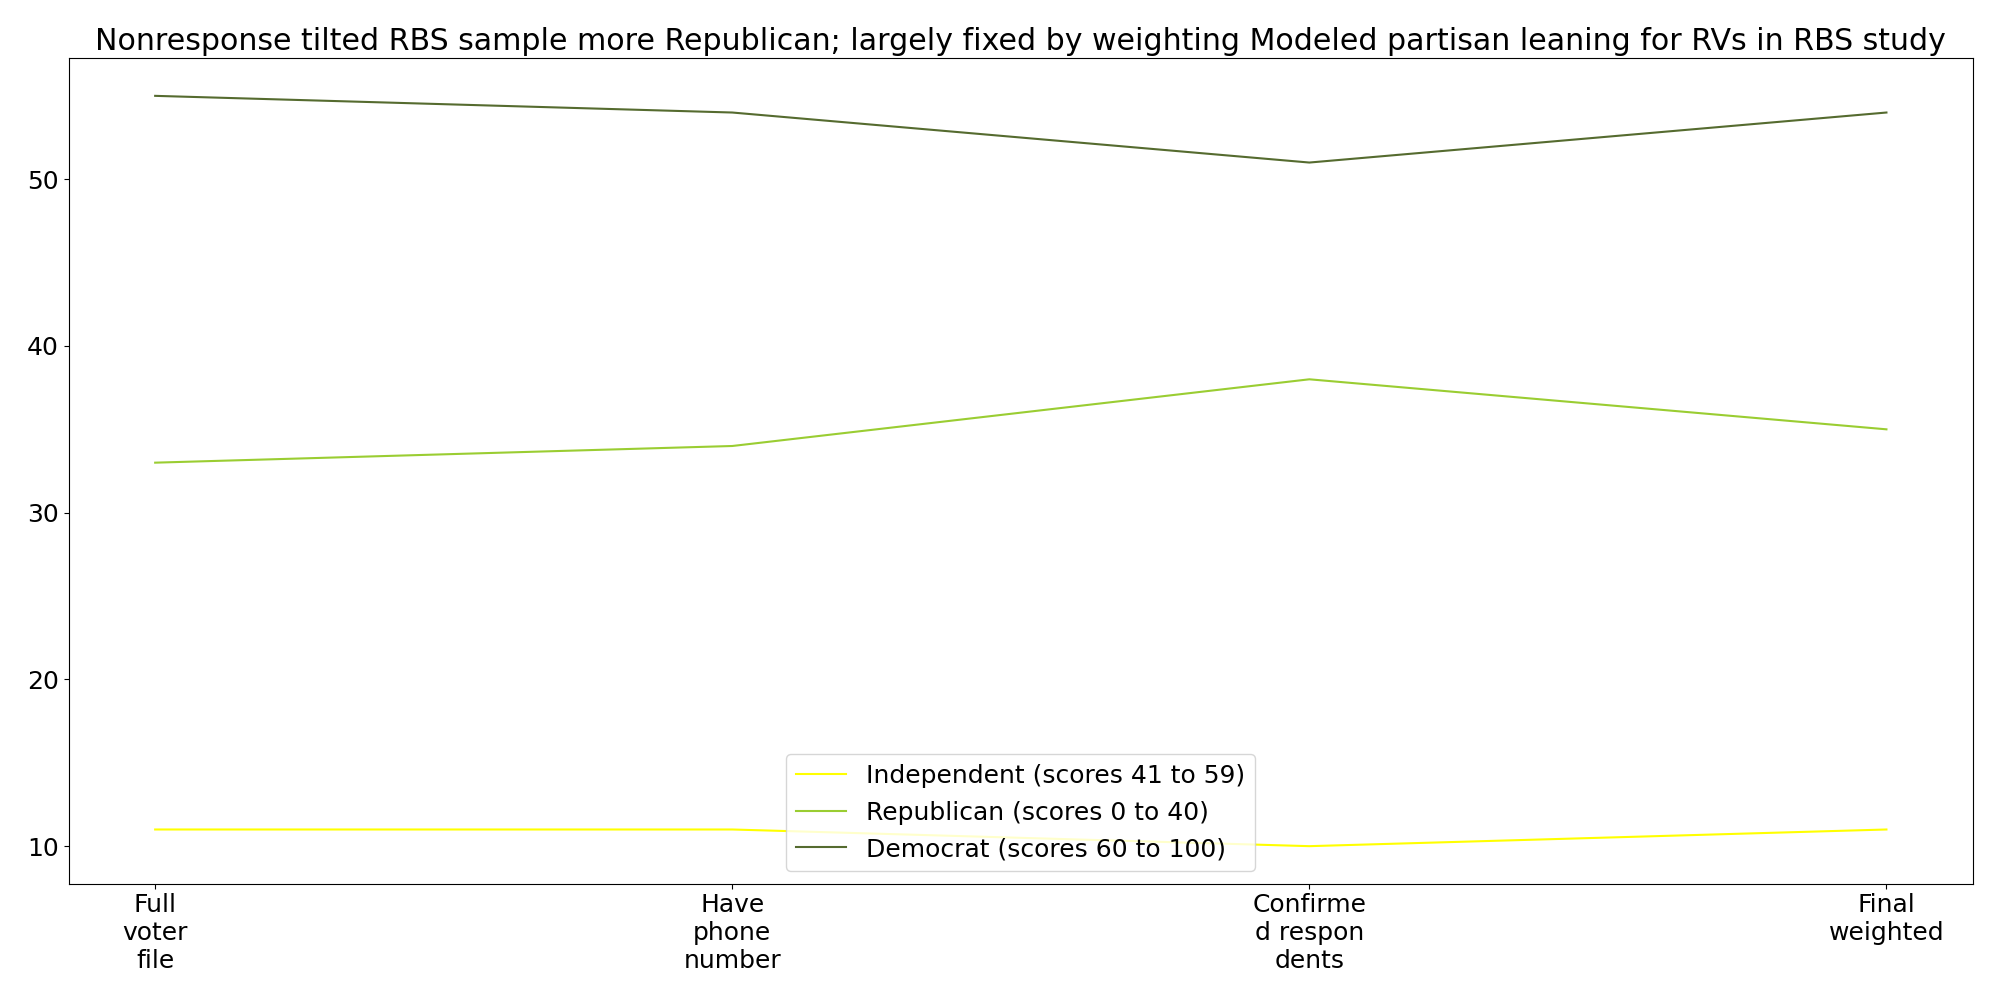 Nonresponse tilted RBS sample more Republican; largely fixed by weighting Modeled partisan leaning for RVs in RBS study
50
40
30
20
10
Independent (scores 41 to 59)
Republican (scores 0 to 40)
Democrat (scores 60 to 100)
Full
voter
file
Have
phone
number
Confirme
d respon
dents
Final
weighted